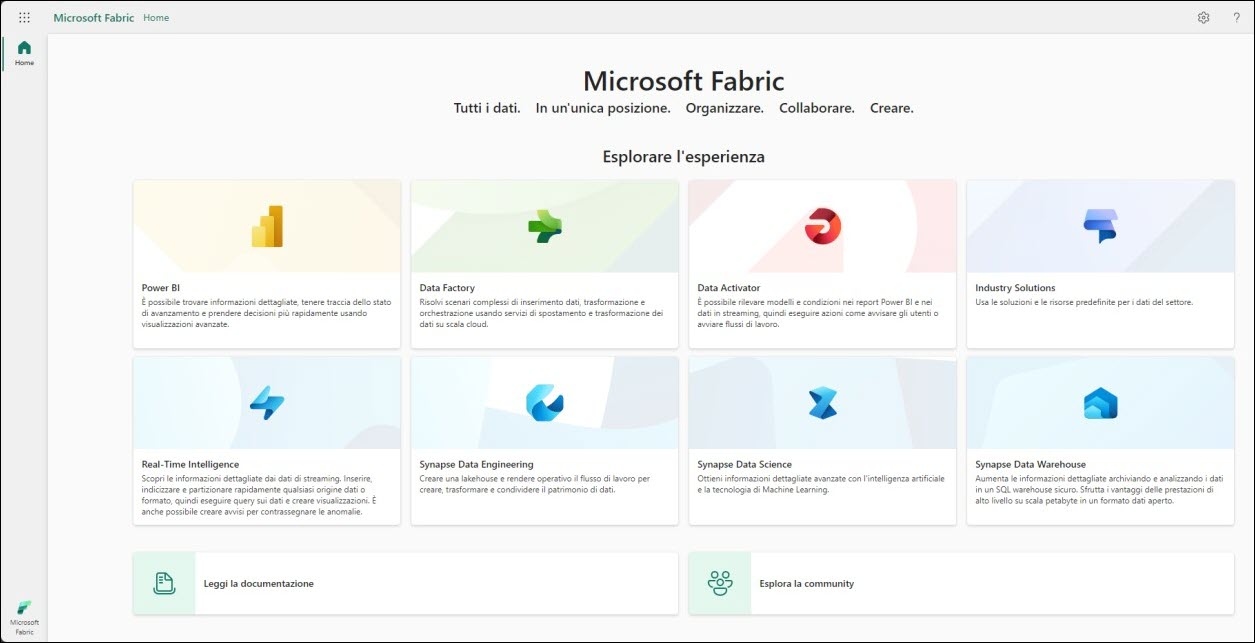 Microsoft Fabric Home
?
Home
Microsoft Fabric
Tutti i dati. In un'unica posizione. Organizzare. Collaborare. Creare.
Esplorare l'esperienza
Power BI
È possibile trovare informazioni dettagliate, tenere traccia dello stato
di avanzamento e prendere decisioni più rapidamente usando
visualizzazioni avanzate.
Data Factory
Risolvi scenari complessi di inserimento dati, trasformazione e
orchestrazione usando servizi di spostamento e trasformazione dei
dati su scala cloud.
Data Activator
È possibile rilevare modelli e condizioni nei report Power BI e nei
dati in streaming, quindi eseguire azioni come avvisare gli utenti o
avviare flussi di lavoro.
Industry Solutions
Usa le soluzioni e le risorse predefinite per i dati del settore.
Real-Time Intelligence
Scopri le informazioni dettagliate dai dati di streaming. Inserire,
indicizzare e partizionare rapidamente qualsiasi origine dati o
formato, quindi eseguire query sui dati e creare visualizzazioni. È
anche possibile creare avvisi per contrassegnare le anomalie.
Synapse Data Engineering
Creare una lakehouse e rendere operativo il flusso di lavoro per
creare, trasformare e condividere il patrimonio di dati.
Synapse Data Science
Ottieni informazioni dettagliate avanzate con l'intelligenza artificiale
e la tecnologia di Machine Learning.
Synapse Data Warehouse
Aumenta le informazioni dettagliate archiviando e analizzando i dati
in un SQL warehouse sicuro. Sfrutta i vantaggi delle prestazioni di
alto livello su scala petabyte in un formato dati aperto.
Leggi la documentazione
Esplora la community
Microsoft
Fabric